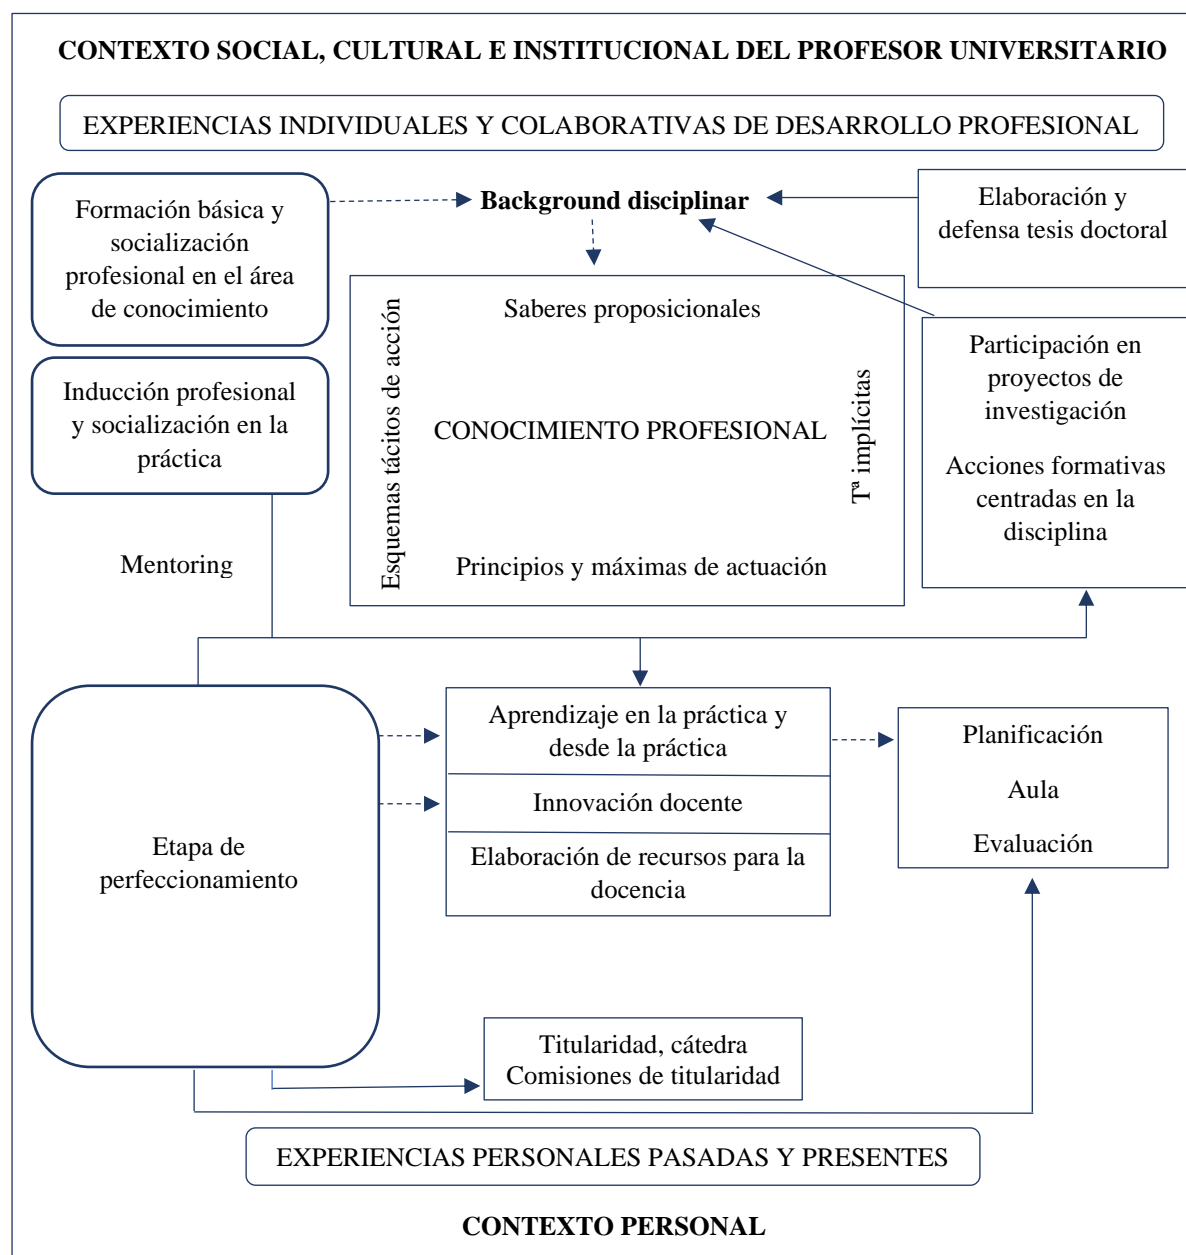 CONTEXTO SOCIAL, CULTURAL E INSTITUCIONAL DEL PROFESOR UNIVERSITARIO
EXPERIENCIAS INDIVIDUALES Y COLABORATIVAS DE DESARROLLO PROFESIONAL
Formación básica y
socialización
profesional en el área
de conocimiento
Background disciplinar
Elaboración y
defensa tesis doctoral
Inducción profesional
y socialización en la
práctica
Mentoring
Esquemas tácitos de acción
Saberes proposicionales
CONOCIMIENTO PROFESIONAL
Tª implícitas
Principios y máximas de actuación
Participación en
proyectos de
investigación
Acciones formativas
centradas en la
disciplina
Etapa de
perfeccionamiento
Aprendizaje en la práctica y
desde la práctica
Innovación docente
Elaboración de recursos para la
docencia
Planificación
Aula
Evaluación
Titularidad, cátedra
Comisiones de titularidad
EXPERIENCIAS PERSONALES PASADAS Y PRESENTES
CONTEXTO PERSONAL